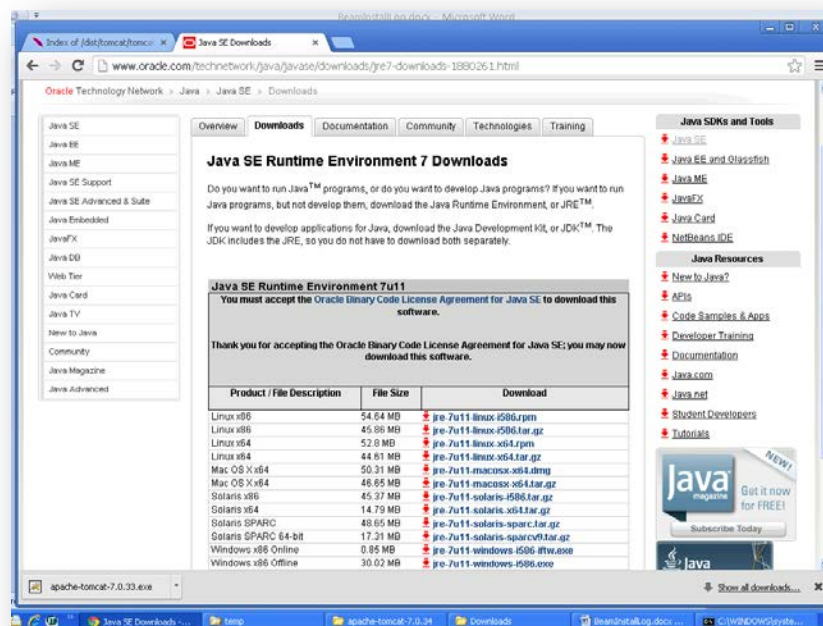 BeamInstallLog.docx - Microsoft Word
Index of /dist/tomcat/tomca
Java SE Downloads
www.oracle.com/technetwork/java/javase/downloads/jre7-downloads-1880261.html
Oracle Technology Network > Java > Java SE > Downloads
Java SE
Java EE
Java ME
Java SE Support
Java SE Advanced & Suite
Java Embedded
JavaFX
Java DB
Web Tier
Java Card
Java TV
New to Java
Community
Java Magazine
Java Advanced
Overview Downloads Documentation Community Technologies Training
Java SE Runtime Environment 7 Downloads
Do you want to run Java™ programs, or do you want to develop Java programs? If you want to run
Java programs, but not develop them, download the Java Runtime Environment, or JRE™.
If you want to develop applications for Java, download the Java Development Kit, or JDK™. The
JDK includes the JRE, so you do not have to download both separately.
Java SE Runtime Environment 7u11
You must accept the Oracle Binary Code License Agreement for Java SE to download this
software.
Thank you for accepting the Oracle Binary Code License Agreement for Java SE; you may now
download this software.
Product / File Description File Size Download
Linux x86 54.64 MB jre-7u11-linux-i586.rpm
Linux x86 45.86 MB jre-7u11-linux-i586.tar.gz
Linux x64 52.8 MB jre-7u11-linux-x64.rpm
Linux x64 44.61 MB jre-7u11-linux-x64.tar.gz
Mac OS X x64 50.31 MB jre-7u11-macosx-x64.dmg
Mac OS X x64 46.65 MB jre-7u11-macosx-x64.tar.gz
Solaris x86 45.37 MB jre-7u11-solaris-i586.tar.gz
Solaris x64 14.79 MB jre-7u11-solaris-x64.tar.gz
Solaris SPARC 48.65 MB jre-7u11-solaris-sparc.tar.gz
Solaris SPARC 64-bit 17.31 MB jre-7u11-solaris-sparcv9.tar.gz
Windows x86 Online 0.85 MB jre-7u11-windows-i586-iftw.exe
Windows x86 Offline 30.02 MB jre-7u11-windows-i586.exe
Java SDKs and Tools
Java SE
Java EE and Glassfish
Java ME
JavaFX
Java Card
NetBeans IDE
Java Resources
New to Java?
APIs
Code Samples & Apps
Developer Training
Documentation
Java.com
Java.net
Student Developers
Tutorials
NEW!
Java
magazine
Get it now
for FREE!
Subscribe Today
Java
apache-tomcat-7.0.33.exe
Show all downloads...
Java SE Downloads -... temp apache-tomcat-7.0.34 Downloads BeamInstallLog.docx ... C:\WINDOWS\syste...